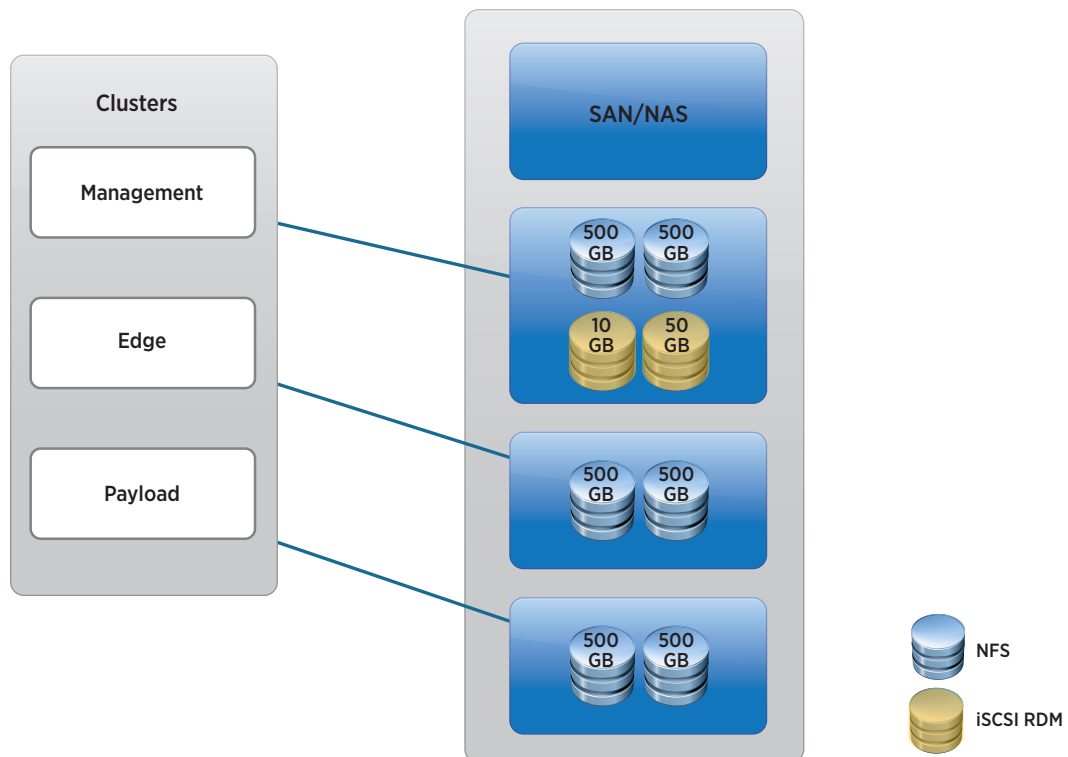 Clusters
Management
Edge
Payload
SAN/NAS
500
GB
500
GB
10
GB
50
GB
500
GB
500
GB
500
GB
500
GB
NFS
iSCSI RDM